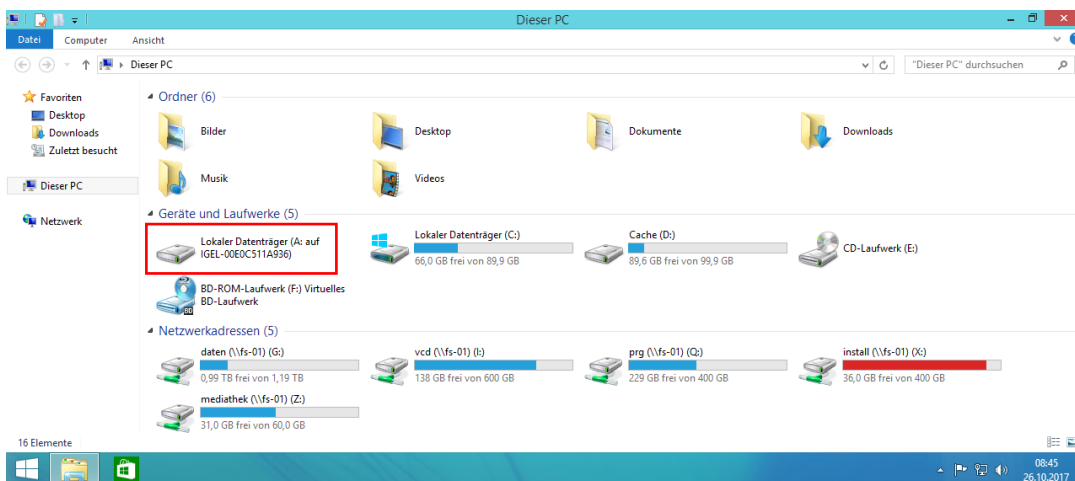 Dieser PC
Datei Computer Ansicht
Dieser PC "Dieser PC" durchsuchen
Favoriten
Desktop
Downloads
Zuletzt besucht
Dieser PC
Netzwerk
Ordner (6)
Bilder
Desktop
Dokumente
Downloads
Musik
Videos
Geräte und Laufwerke (5)
Lokaler Datenträger (A: auf
IGEL-00E0C511A936)
Lokaler Datenträger (C:)
66,0 GB frei von 89,9 GB
Cache (D:)
89,6 GB frei von 99,9 GB
CD-Laufwerk (E:)
BD
BD-ROM-Laufwerk (F:) Virtuelles
BD-Laufwerk
Netzwerkadressen (5)
daten (\\fs-01) (G:)
0,99 TB frei von 1,19 TB
vcd (\\fs-01) (I:)
138 GB frei von 600 GB
prg (\\fs-01) (Q:)
229 GB frei von 400 GB
install (\\fs-01) (X:)
36,0 GB frei von 400 GB
mediathek (\\fs-01) (Z:)
31,0 GB frei von 60,0 GB
16 Elemente
08:45
26.10.2017